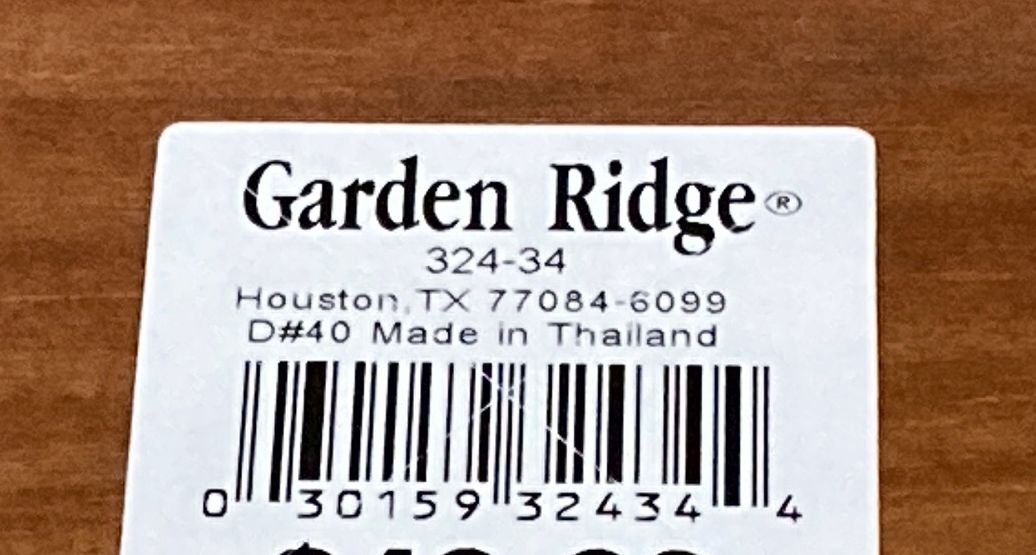 Garden Ridge®
324-34
Houston, TX 77084-6099
D#40 Made in Thailand
0 30159 32434 4